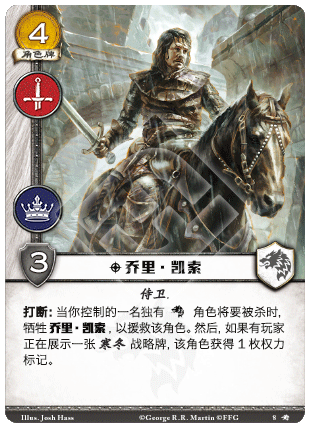 4
角色牌
3
乔里·凯索
侍卫.
打断: 当你控制的一名独有 角色将要被杀时,
牺牲 乔里·凯索, 以援救该角色。然后, 如果有玩家
正在展示一张 寒冬 战略牌, 该角色获得 1 枚权力
标记。
Illus. Josh Hass ©George R.R. Martin ©FFG 8